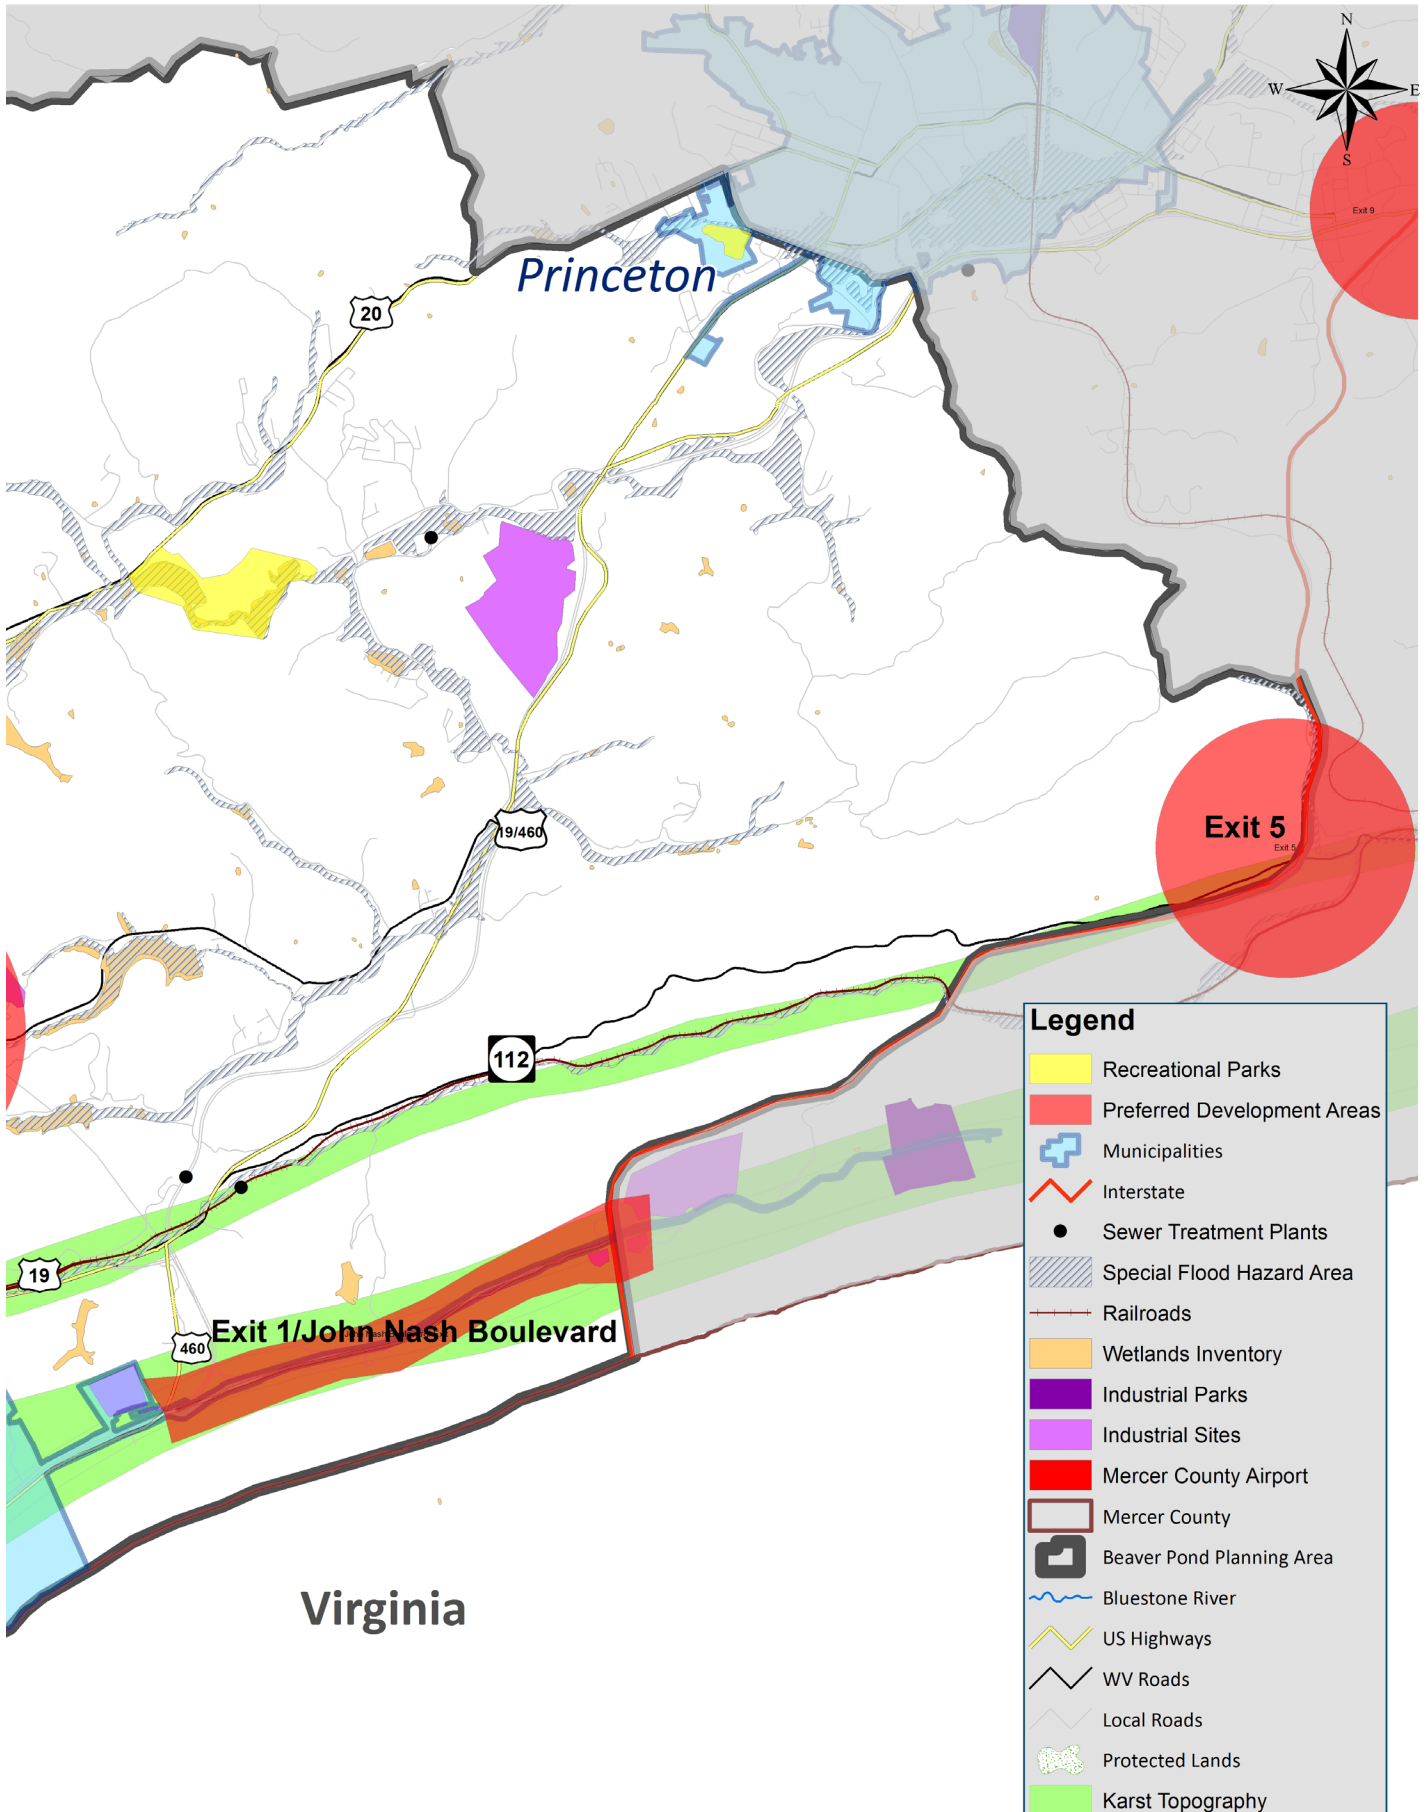 N
W
E
S
Exit 9
Princeton
20
Exit 5
Exit 5
19/460
112
19
Exit 1/John Nash Boulevard
460
Virginia
Legend
Recreational Parks
Preferred Development Areas
Municipalities
Interstate
Sewer Treatment Plants
Special Flood Hazard Area
Railroads
Wetlands Inventory
Industrial Parks
Industrial Sites
Mercer County Airport
Mercer County
Beaver Pond Planning Area
Bluestone River
US Highways
WV Roads
Local Roads
Protected Lands
Karst Topography